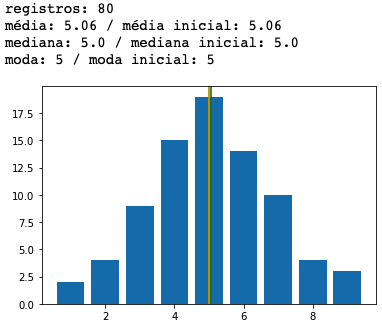 registros: 80
média: 5.06 / média inicial: 5.06
mediana: 5.0 / mediana inicial: 5.0
moda: 5 / moda inicial: 5
17.5
15.0
12.5
10.0
7.5
5.0
2.5
0.0
2 4 6 8